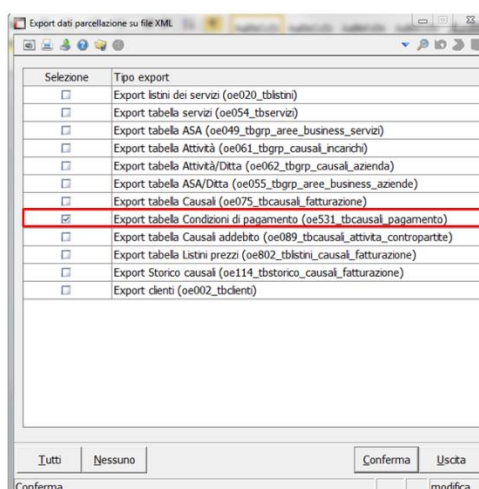 Export dati parcellazione su file XML
Selezione Tipo export
Export listini dei servizi (oe020_tblistini)
Export tabella servizi (oe054_tbservizi)
Export tabella ASA (oe049_tbgrp_aree_business_servizi)
Export tabella Attività (oe061_tbgrp_causali_incarichi)
Export tabella Attività/Ditta (oe062_tbgrp_causali_azienda)
Export tabella ASA/Ditta (oe055_tbgrp_aree_business_aziende)
Export tabella Causali (oe075_tbcausali_fatturazione)
Export tabella Condizioni di pagamento (oe531_tbcausali_pagamento)
Export tabella Causali addebito (oe089_tbcausali_attivita_contropartite)
Export tabella Listini prezzi (oe802_tblistini_causali_fatturazione)
Export Storico causali (oe114_tbstorico_causali_fatturazione)
Export clienti (oe002_tbclienti)
Tutti Nessuno Conferma Uscita
Conferma modifica